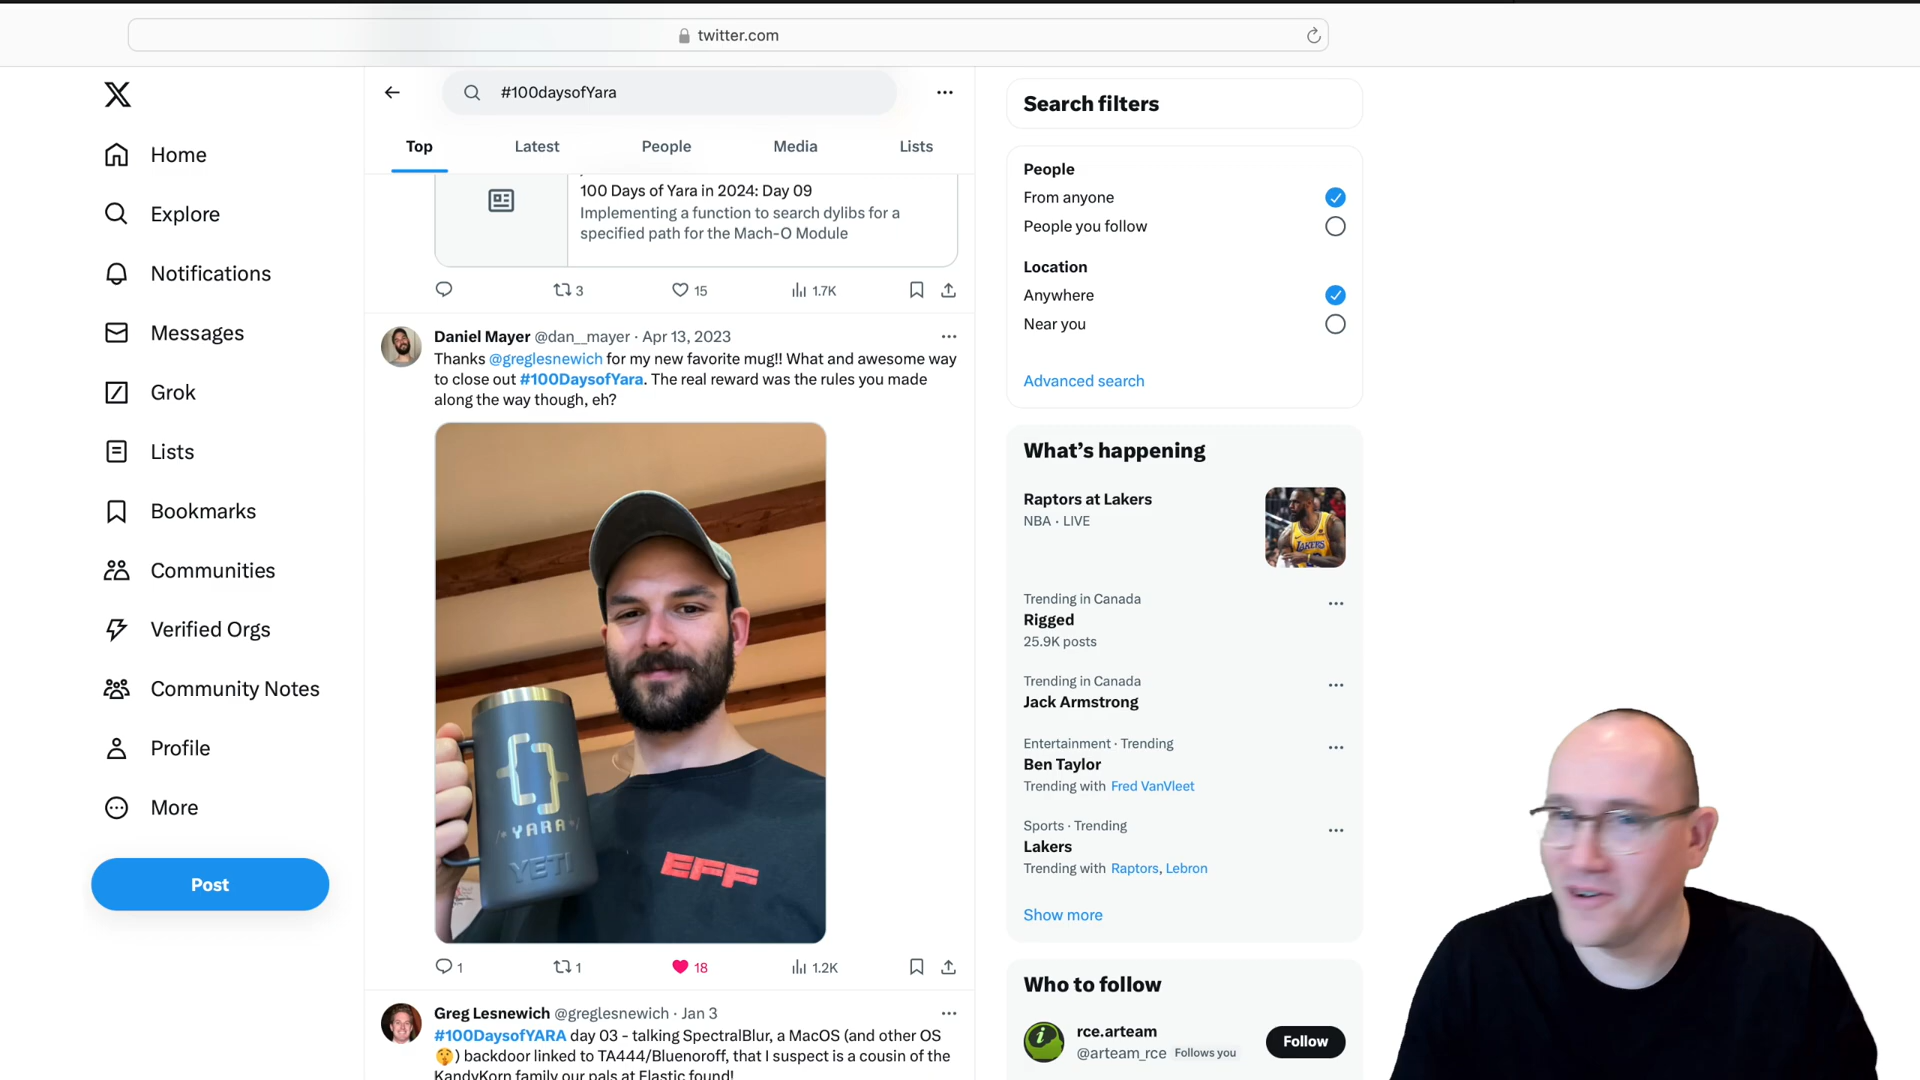 twitter.com
#100daysofYara
Home
Explore
Notifications
Messages
Grok
Lists
Bookmarks
Communities
Verified Orgs
Community Notes
Profile
More
Post
Top
Latest
People
Media
Lists
100 Days of Yara in 2024: Day 09
Implementing a function to search dylibs for a
specified path for the Mach-O Module
3
15
1.7K
Daniel Mayer @dan__mayer · Apr 13, 2023
Thanks @greglesnewich for my new favorite mug!! What and awesome way
to close out #100DaysofYara. The real reward was the rules you made
along the way though, eh?
YARA
YETI
EFF
1
1
18
1.2K
Greg Lesnewich @greglesnewich · Jan 3
#100DaysofYARA day 03 - talking SpectralBlur, a MacOS (and other OS
🤫) backdoor linked to TA444/Bluenoroff, that I suspect is a cousin of the
KandyKorn family our pals at Elastic found!
Search filters
People
From anyone
People you follow
Location
Anywhere
Near you
Advanced search
What's happening
Raptors at Lakers
NBA · LIVE
LAKERS
Trending in Canada
Rigged
25.9K posts
Trending in Canada
Jack Armstrong
Entertainment · Trending
Ben Taylor
Trending with Fred VanVleet
Sports · Trending
Lakers
Trending with Raptors, Lebron
Show more
Who to follow
rce.arteam
@arteam_rce Follows you
Follow